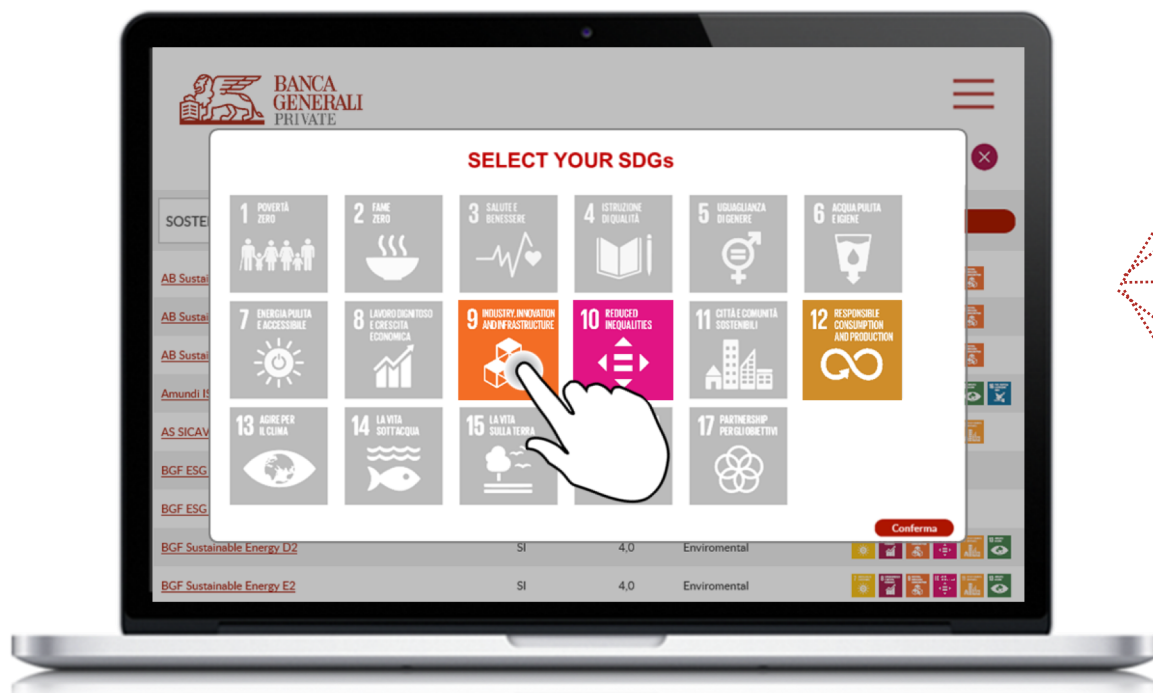 BANCA
GENERALI
PRIVATE
SELECT YOUR SDGs
SOSTE
1 POVERTÀ
ZERO
2 FAME
ZERO
3 SALUTE E
BENESSERE
4 ISTRUZIONE
DI QUALITÀ
5 UGUAGLIANZA
DI GENERE
6 ACQUA PULITA
E IGIENE
7 ENERGIA PULITA
E ACCESSIBILE
8 LAVORO DIGNITOSO
E CRESCITA
ECONOMICA
9 INDUSTRY, INNOVATION
AND INFRASTRUCTURE
10 REDUCED
INEQUALITIES
11 CITTÀ E COMUNITÀ
SOSTENIBILI
12 RESPONSIBLE
CONSUMPTION
AND PRODUCTION
13 AGIRE PER
IL CLIMA
14 LA VITA
SOTT'ACQUA
15 LA VITA
SULLA TERRA
17 PARTNERSHIP
PER GLI OBIETTIVI
Conferma
AB Sustai
AB Sustai
AB Sustai
Amundi IS
AS SICAV
BGF ESG
BGF ESG
BGF Sustainable Energy D2 SI 4,0 Enviromental
BGF Sustainable Energy E2 SI 4,0 Enviromental